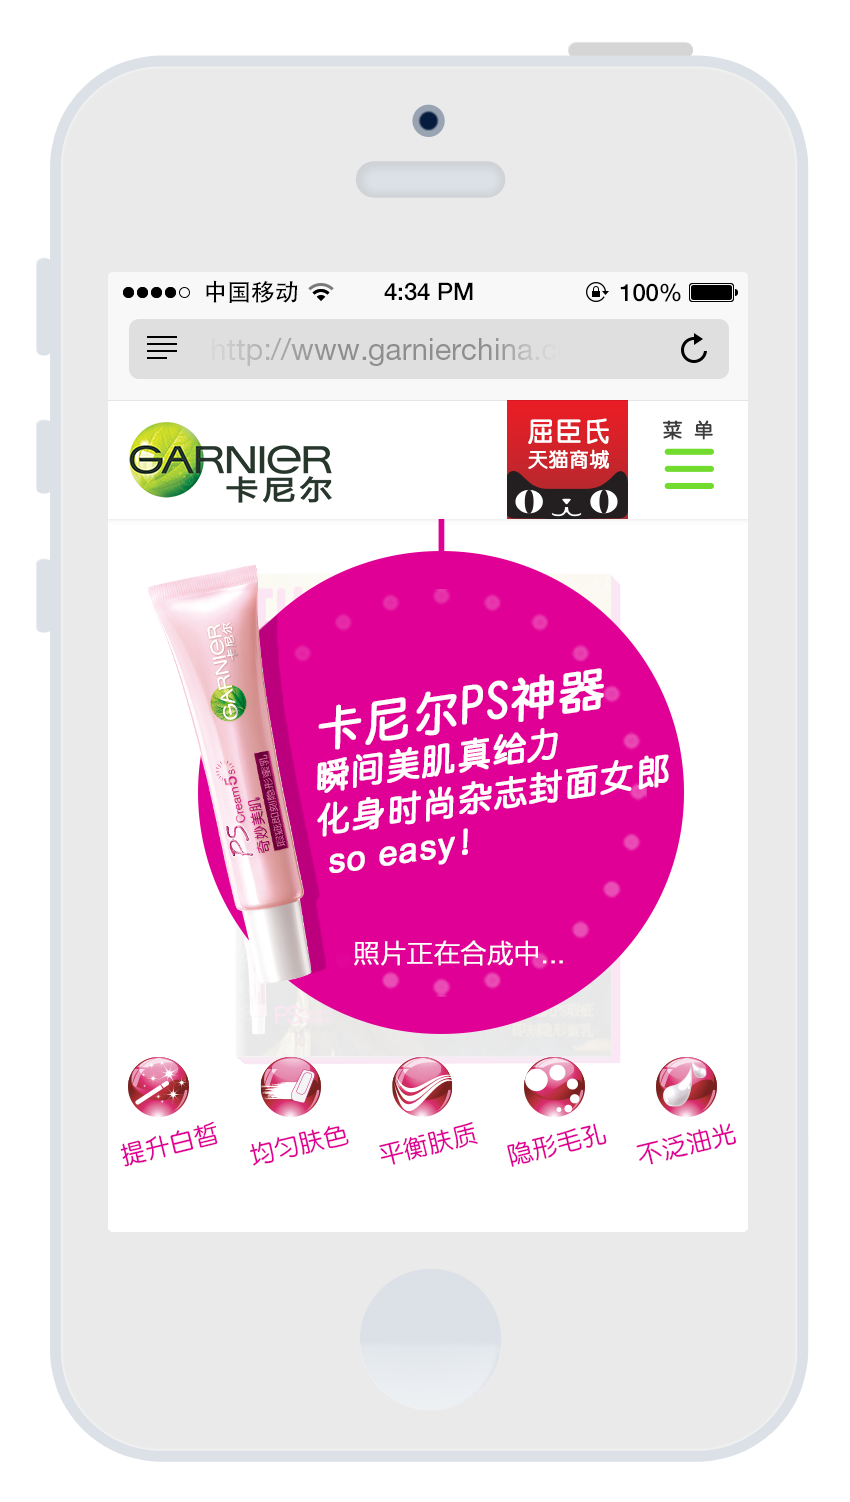 中国移动
4:34 PM
100%
http://www.garnierchina.c
GARNIER
卡尼尔
屈臣氏
天猫商城
菜 单
GARNIER
卡尼尔
PS Cream 5s
奇妙美肌
卡尼尔PS神器
瞬间美肌真给力
化身时尚杂志封面女郎
so easy!
照片正在合成中...
提升白皙
均匀肤色
平衡肤质
隐形毛孔
不泛油光